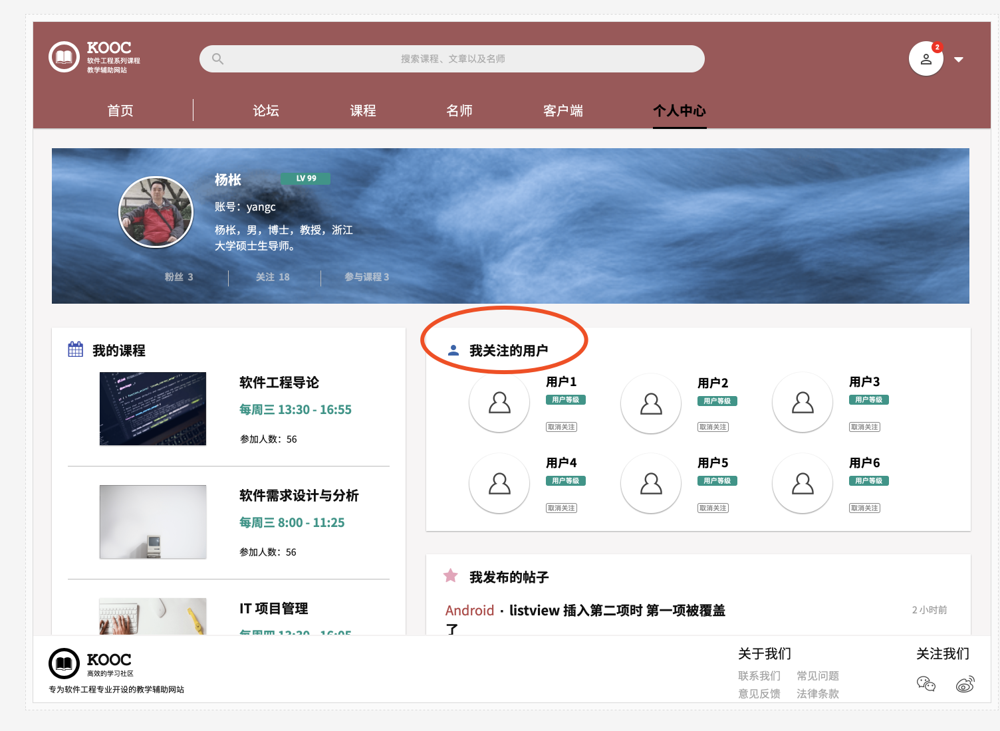 KOOC
软件工程系列课程
教学辅助网站
搜索课程、文章以及名师
2
首页
论坛
课程
名师
客户端
个人中心
杨枨
LV 99
账号：yangc
杨枨，男，博士，教授，浙江
大学硕士生导师。
粉丝 3
关注 18
参与课程 3
我的课程
软件工程导论
每周三 13:30 - 16:55
参加人数：56
软件需求设计与分析
每周三 8:00 - 11:25
参加人数：56
IT 项目管理
每周四 13:30 - 16:05
我关注的用户
用户1
用户等级
取消关注
用户2
用户等级
取消关注
用户3
用户等级
取消关注
用户4
用户等级
取消关注
用户5
用户等级
取消关注
用户6
用户等级
取消关注
我发布的帖子
Android · listview 插入第二项时 第一项被覆盖
了
2 小时前
KOOC
高效的学习社区
专为软件工程专业开设的教学辅助网站
关于我们
联系我们 常见问题
意见反馈 法律条款
关注我们